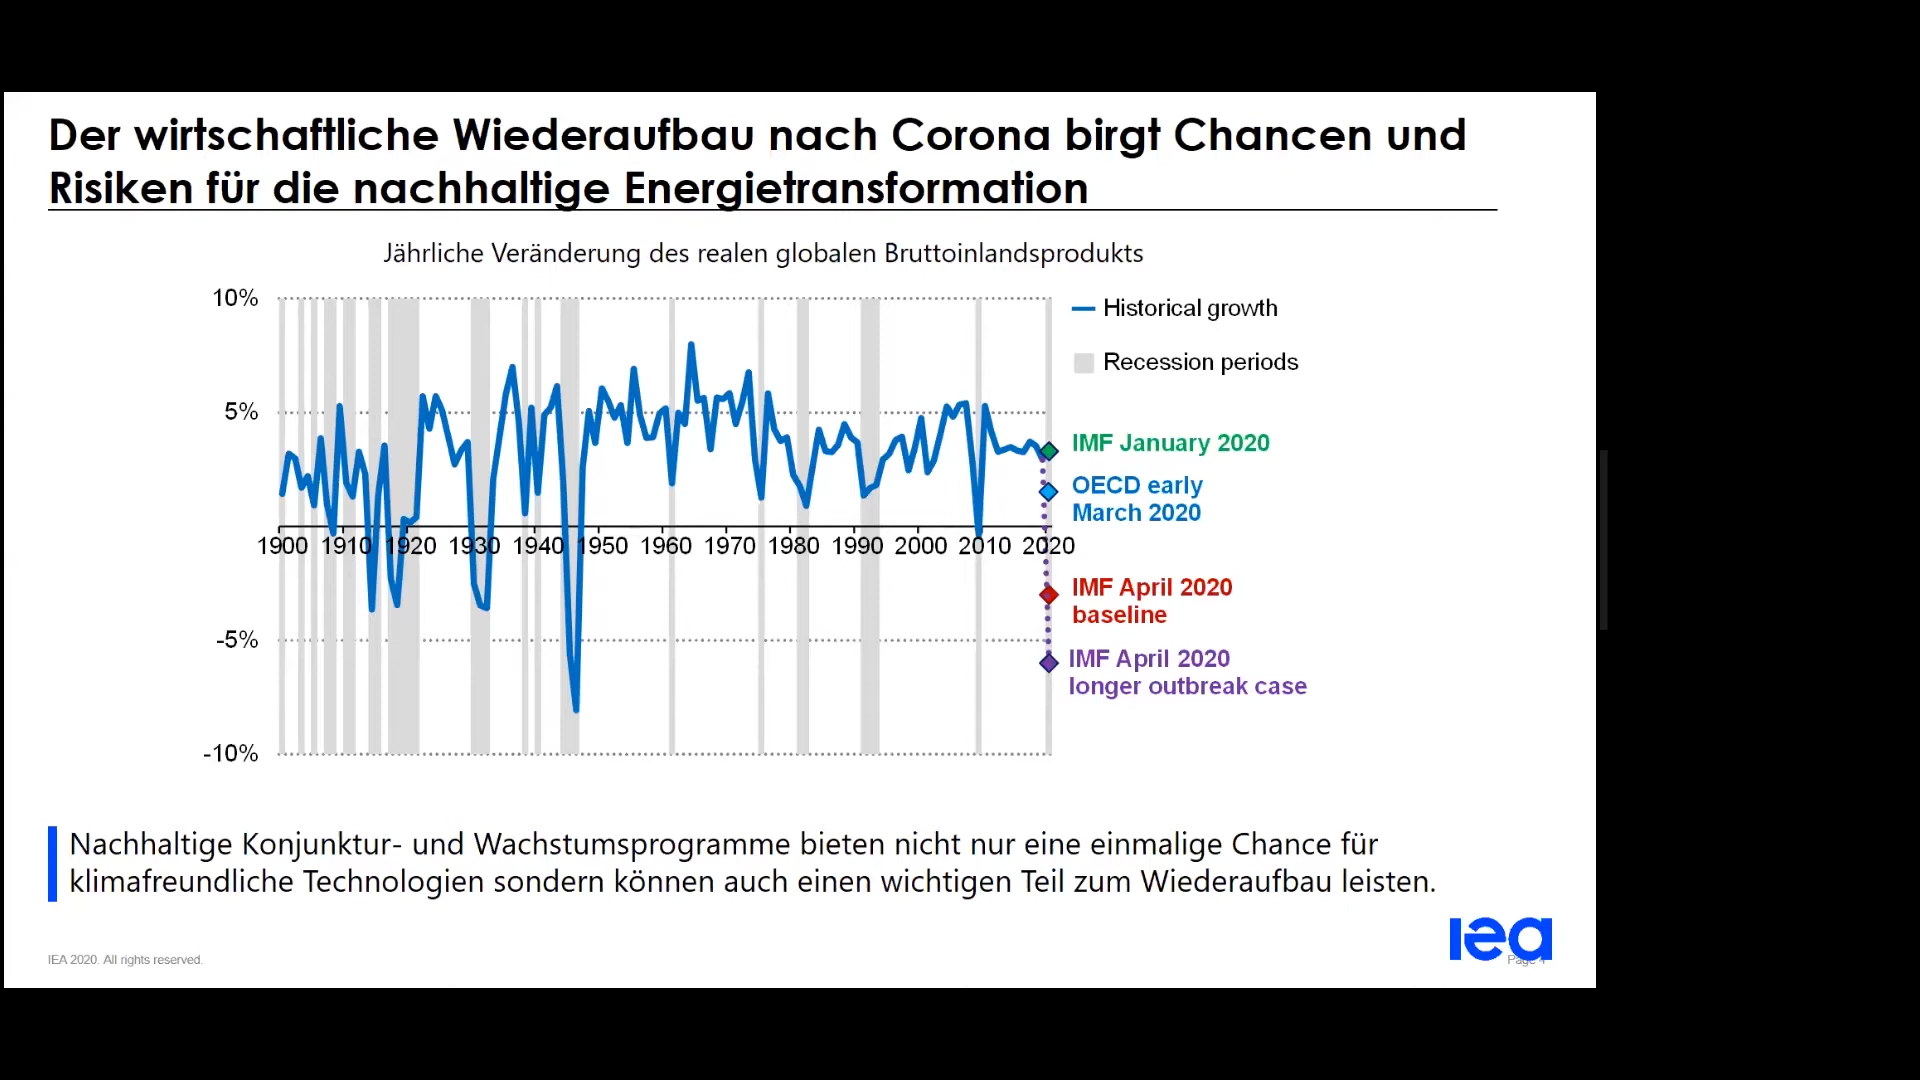 Der wirtschaftliche Wiederaufbau nach Corona birgt Chancen und
Risiken für die nachhaltige Energietransformation
Jährliche Veränderung des realen globalen Bruttoinlandsprodukts
10%
5%
-5%
-10%
1900 1910 1920 1930 1940 1950 1960 1970 1980 1990 2000 2010 2020
Historical growth
Recession periods
IMF January 2020
OECD early
March 2020
IMF April 2020
baseline
IMF April 2020
longer outbreak case
Nachhaltige Konjunktur- und Wachstumsprogramme bieten nicht nur eine einmalige Chance für
klimafreundliche Technologien sondern können auch einen wichtigen Teil zum Wiederaufbau leisten.
iea
IEA 2020. All rights reserved.
Page 4